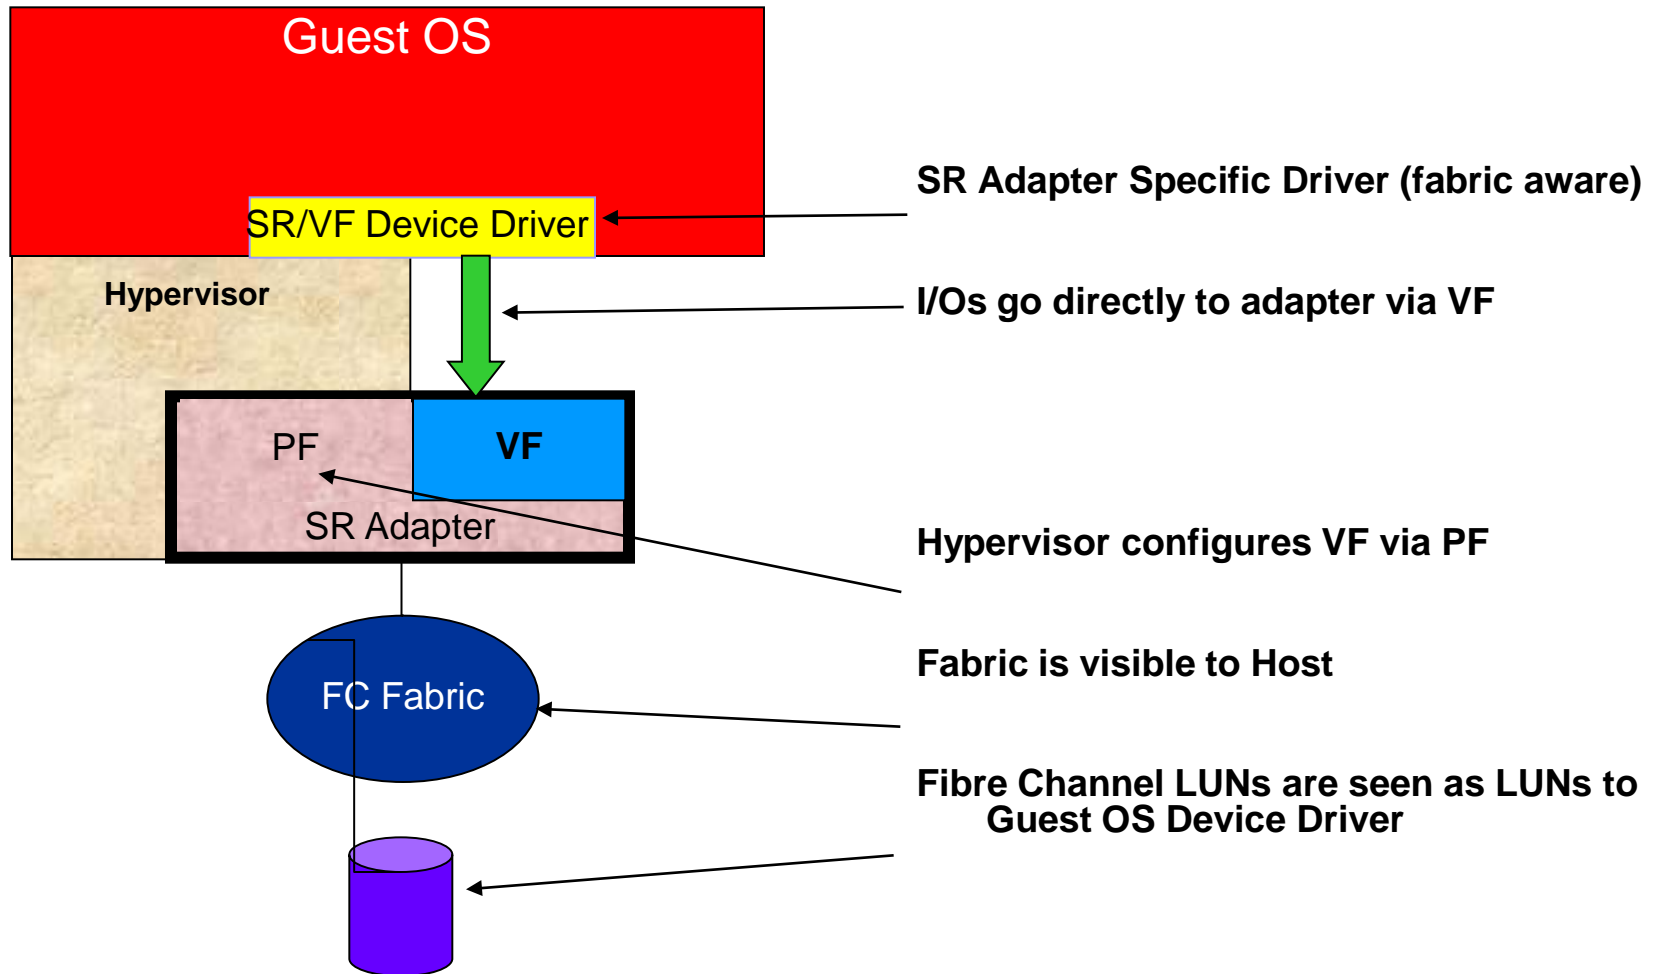 Guest OS
SR Adapter Specific Driver (fabric aware)
SR/VF Device Driver
Hypervisor
I/Os go directly to adapter via VF
PF
VF
SR Adapter
Hypervisor configures VF via PF
Fabric is visible to Host
FC Fabric
Fibre Channel LUNs are seen as LUNs to
Guest OS Device Driver